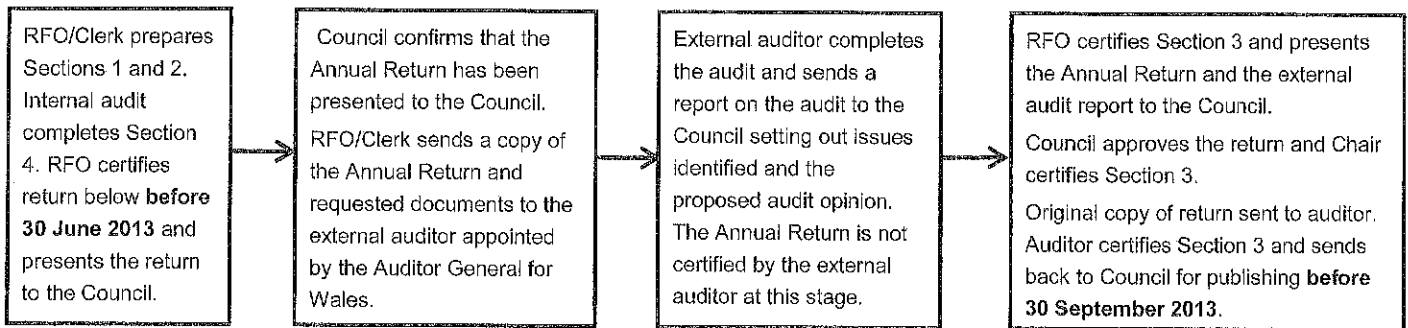 RFO/Clerk prepares
Sections 1 and 2.
Internal audit
completes Section
4. RFO certifies
return below before
30 June 2013 and
presents the return
to the Council.
Council confirms that the
Annual Return has been
presented to the Council.
RFO/Clerk sends a copy of
the Annual Return and
requested documents to the
external auditor appointed
by the Auditor General for
Wales.
External auditor completes
the audit and sends a
report on the audit to the
Council setting out issues
identified and the
proposed audit opinion.
The Annual Return is not
certified by the external
auditor at this stage.
RFO certifies Section 3 and presents
the Annual Return and the external
audit report to the Council.
Council approves the return and Chair
certifies Section 3.
Original copy of return sent to auditor.
Auditor certifies Section 3 and sends
back to Council for publishing before
30 September 2013.